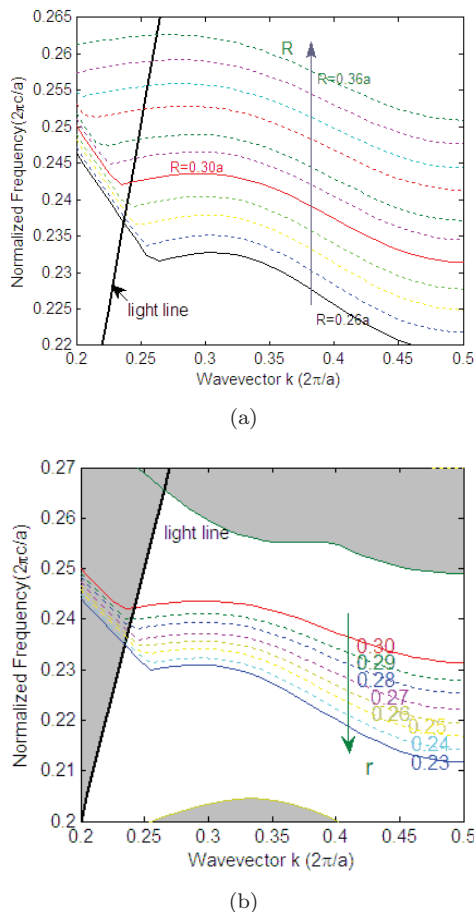 0.265
0.26
0.255
0.25
0.245
0.24
0.235
0.23
0.225
0.22
Normalized Frequency(2πc/a)
R
R=0.36a
R=0.30a
R=0.26a
light line
0.2 0.25 0.3 0.35 0.4 0.45 0.5
Wavevector k (2π/a)
(a)
0.27
0.26
0.25
0.24
0.23
0.22
0.21
0.2
Normalized Frequency(2πc/a)
light line
0.30
0.29
0.28
0.27
0.26
0.25
0.24
0.23
r
0.2 0.25 0.3 0.35 0.4 0.45 0.5
Wavevector k (2π/a)
(b)